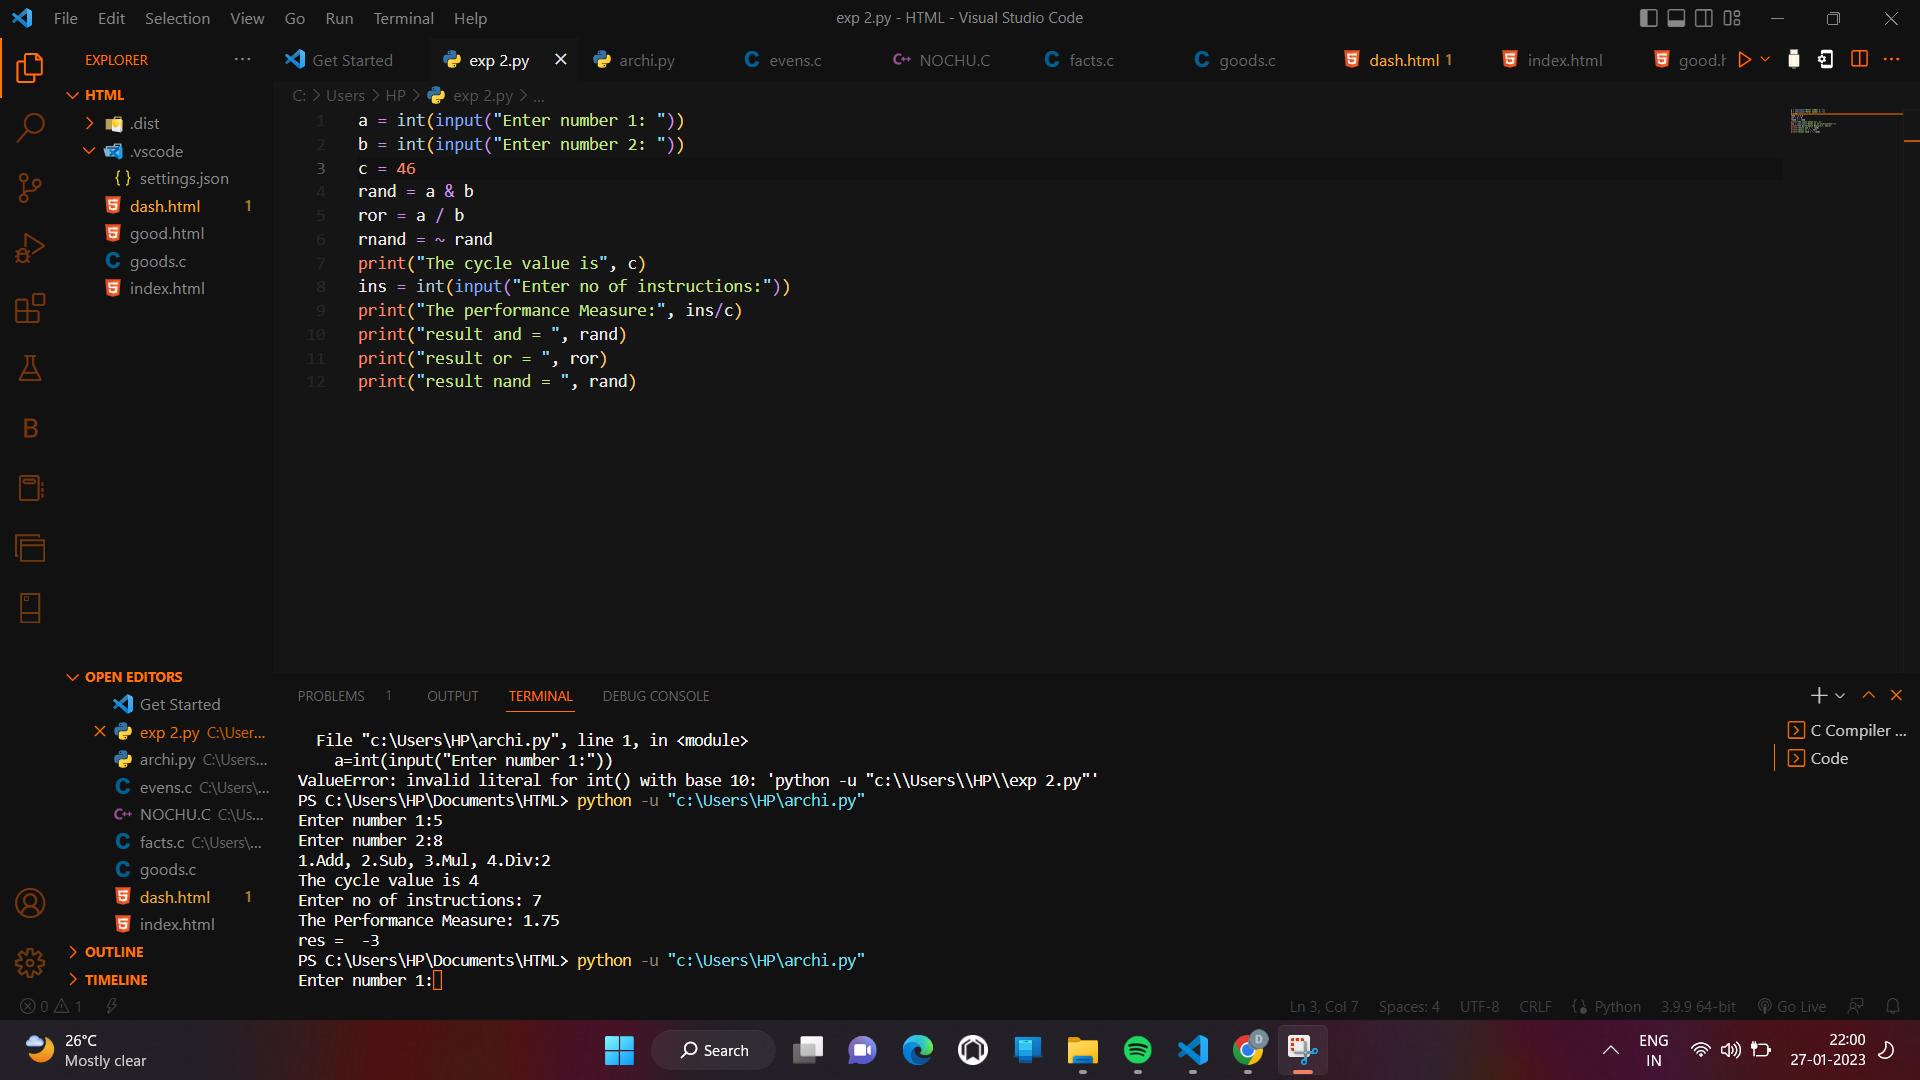 File Edit Selection View Go Run Terminal Help
exp 2.py - HTML - Visual Studio Code
EXPLORER
Get Started
exp 2.py
archi.py
evens.c
NOCHU.C
facts.c
goods.c
dash.html 1
index.html
good.h
HTML
.dist
.vscode
settings.json
dash.html 1
good.html
goods.c
index.html
C: > Users > HP > exp 2.py > ...
1 a = int(input("Enter number 1: "))
2 b = int(input("Enter number 2: "))
3 c = 46
4 rand = a & b
5 ror = a / b
6 rnand = ~ rand
7 print("The cycle value is", c)
8 ins = int(input("Enter no of instructions:"))
9 print("The performance Measure:", ins/c)
10 print("result and = ", rand)
11 print("result or = ", ror)
12 print("result nand = ", rand)
OPEN EDITORS
Get Started
exp 2.py C:\User...
archi.py C:\Users...
evens.c C:\Users\...
NOCHU.C C:\Us...
facts.c C:\Users\...
goods.c
dash.html 1
index.html
OUTLINE
TIMELINE
PROBLEMS 1 OUTPUT TERMINAL DEBUG CONSOLE
File "c:\Users\HP\archi.py", line 1, in <module>
a=int(input("Enter number 1:"))
ValueError: invalid literal for int() with base 10: 'python -u "c:\\Users\\HP\\exp 2.py"'
PS C:\Users\HP\Documents\HTML> python -u "c:\Users\HP\archi.py"
Enter number 1:5
Enter number 2:8
1.Add, 2.Sub, 3.Mul, 4.Div:2
The cycle value is 4
Enter no of instructions: 7
The Performance Measure: 1.75
res =  -3
PS C:\Users\HP\Documents\HTML> python -u "c:\Users\HP\archi.py"
Enter number 1:
C Compiler ...
Code
0 1
Ln 3, Col 7 Spaces: 4 UTF-8 CRLF Python 3.9.9 64-bit Go Live
26°C
Mostly clear
Search
D
ENG
IN
22:00
27-01-2023